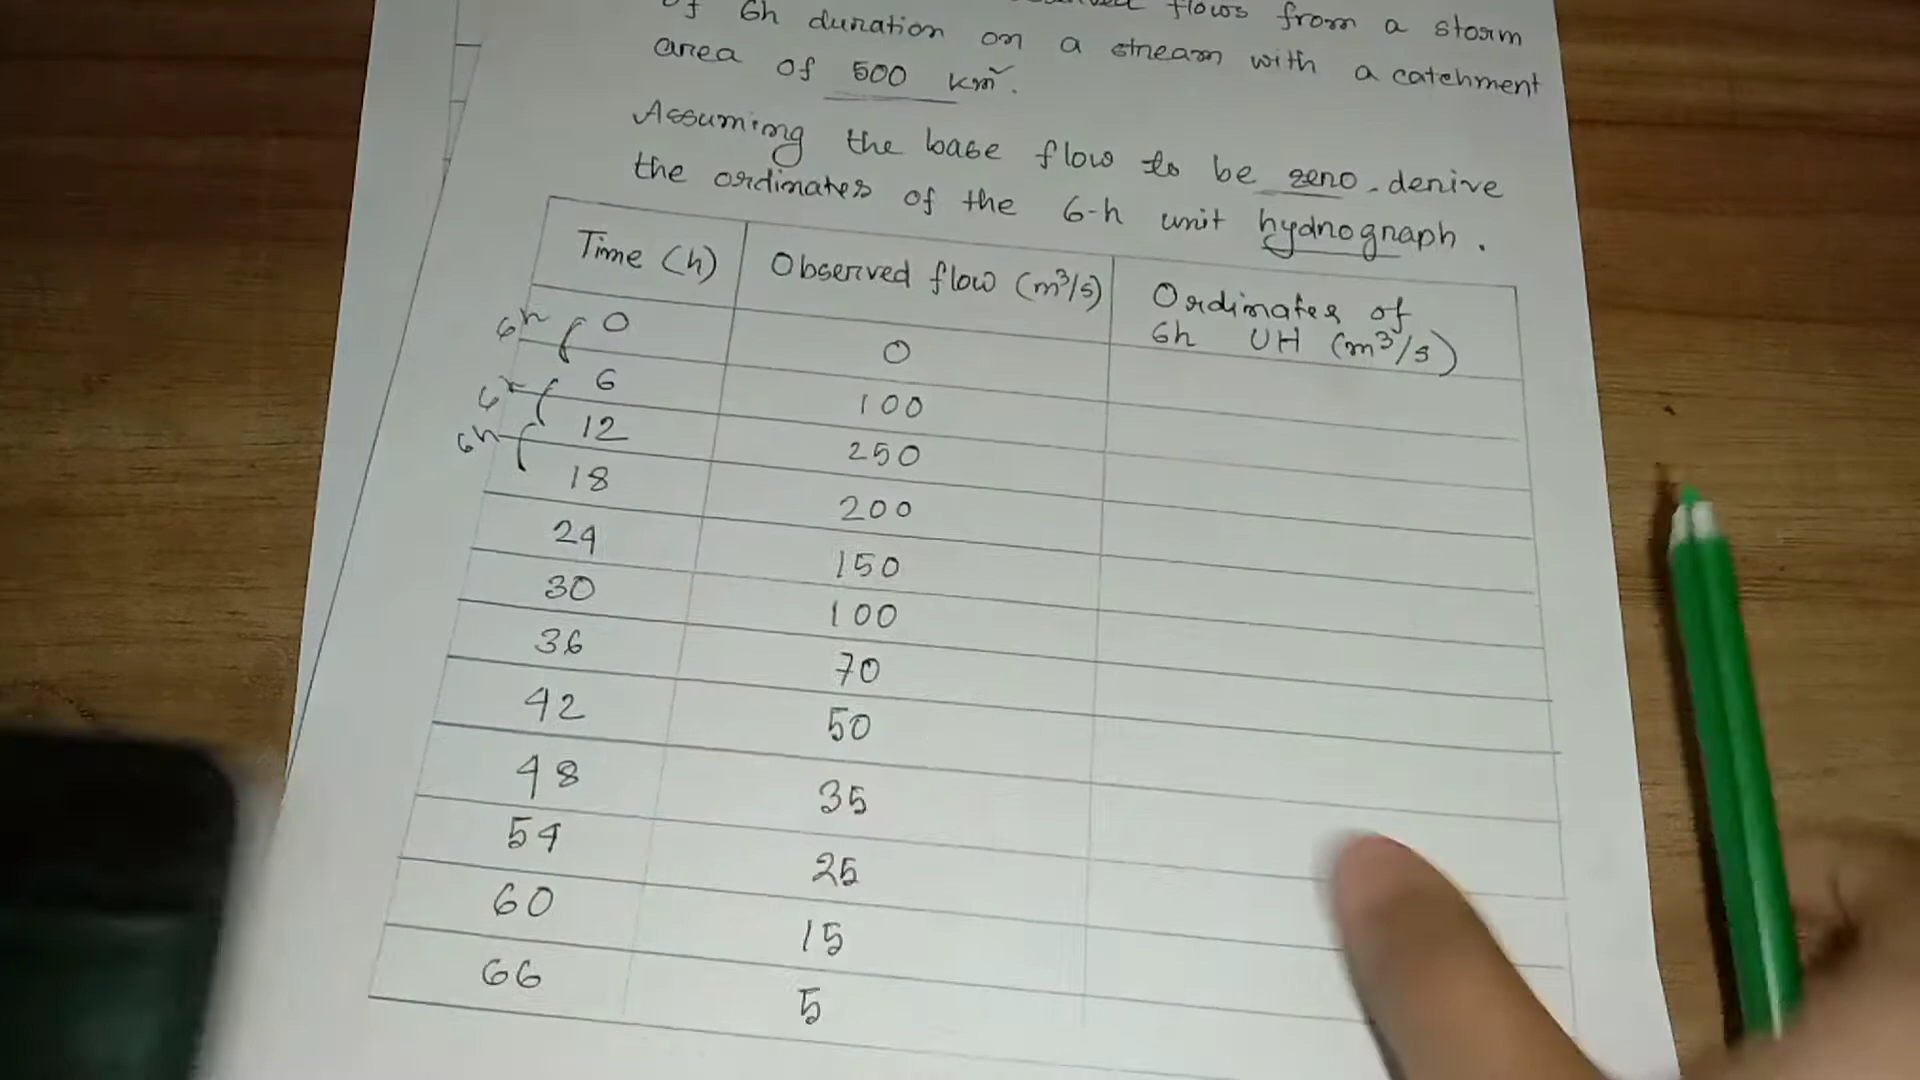 of 6h duration on a stream with a catchment flows from a storm
area of 500 km².
Assuming the base flow to be zero. derive
the ordinates of the 6-h unit hydrograph.
Time (h) Observed flow (m³/s) Ordinates of
6h UH (m³/s)
6h 0 0
6h 6 100
6h 12 250
18 200
24 150
30 100
36 70
42 50
48 35
54 25
60 15
66 5